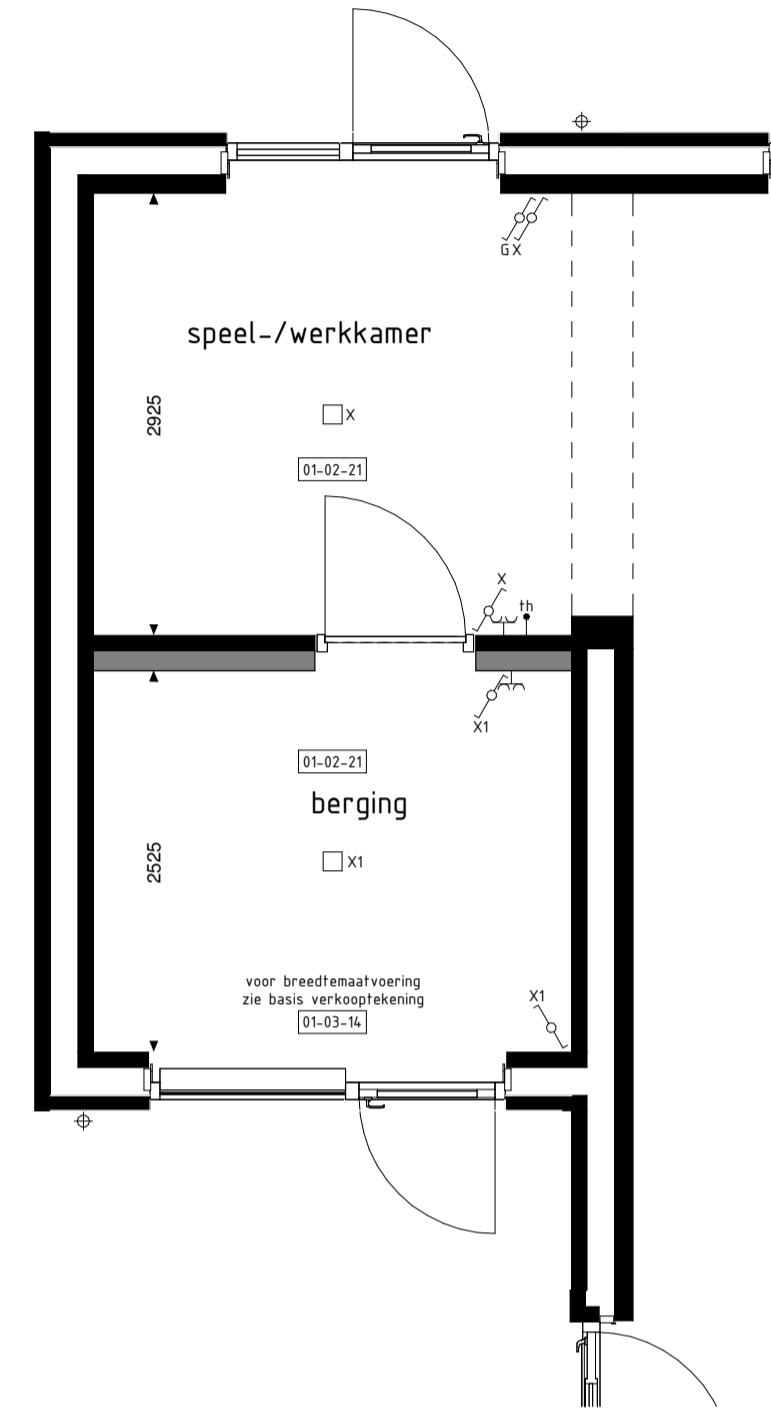 GX
speel-/werkkamer
2925
X
01-02-21
X
th
X1
01-02-21
berging
2525
X1
voor breedtemaatvoering
zie basis verkooptekening
X1
01-03-14